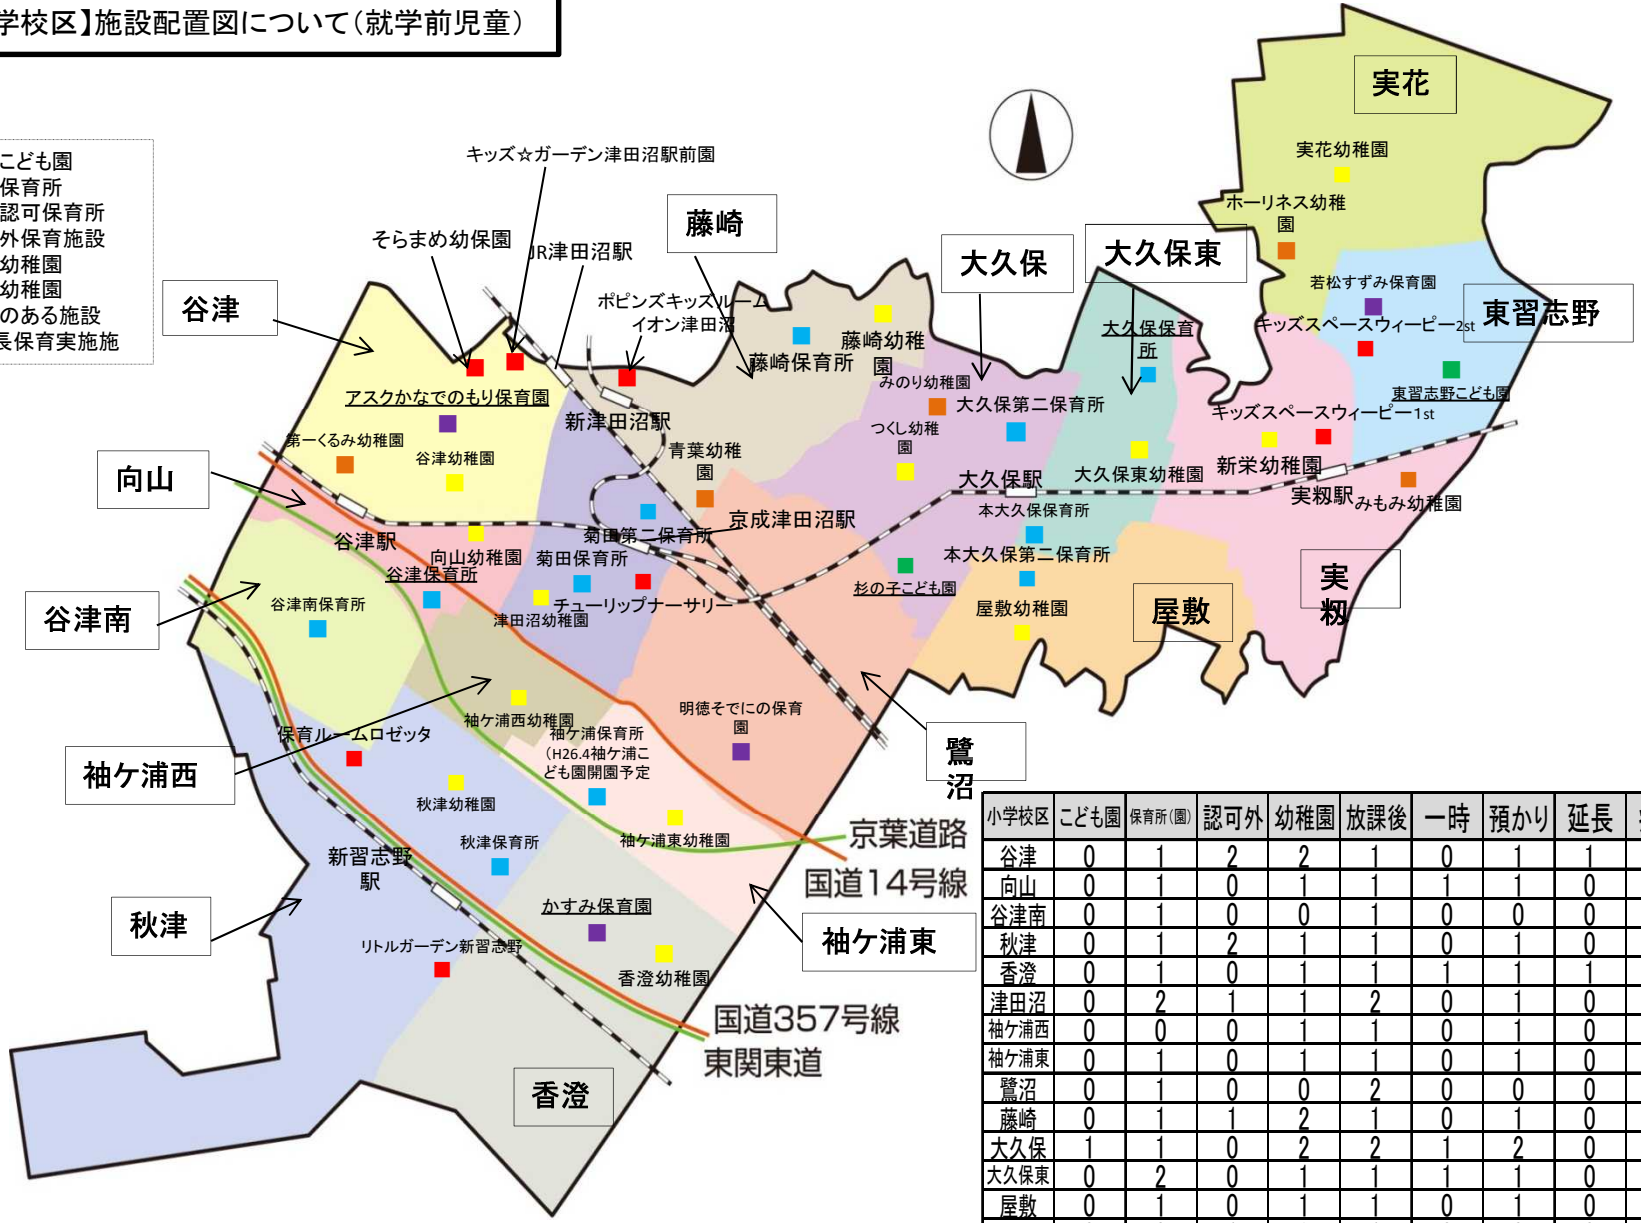 学校区】施設配置図について（就学前児童）
こども園
保育所
認可保育所
外保育施設
幼稚園
幼稚園
のある施設
長保育実施施
実花
実花幼稚園
ホーリネス幼稚
園
キッズ☆ガーデン津田沼駅前園
そらまめ幼保園
JR津田沼駅
藤崎
大久保
大久保東
若松すずみ保育園
東習志野
谷津
ポピンズキッズルーム
イオン津田沼
藤崎保育所
藤崎幼稚
園
大久保保育
所
キッズスペースウィーピー2st
東習志野こども園
アスクかなでのもり保育園
新津田沼駅
みのり幼稚園
大久保第二保育所
キッズスペースウィーピー1st
第一くるみ幼稚園
谷津幼稚園
青葉幼稚
園
つくし幼稚
園
大久保駅
大久保東幼稚園
新栄幼稚園
実籾駅
みもみ幼稚園
向山
谷津駅
向山幼稚園
谷津保育所
菊田第二保育所
京成津田沼駅
菊田保育所
本大久保保育所
本大久保第二保育所
谷津南
谷津南保育所
津田沼幼稚園
チューリップナーサリー
杉の子こども園
屋敷幼稚園
屋敷
実
籾
袖ケ浦西幼稚園
明徳そでにの保育
園
鷺
沼
袖ケ浦西
保育ルームロゼッタ
袖ケ浦保育所
（H26.4袖ケ浦こ
ども園開園予定
秋津幼稚園
袖ケ浦東幼稚園
京葉道路
国道14号線
新習志野
駅
秋津保育所
秋津
かすみ保育園
袖ケ浦東
リトルガーデン新習志野
香澄幼稚園
国道357号線
東関東道
香澄
小学校区 こども園 保育所(園) 認可外 幼稚園 放課後 一時 預かり 延長
谷津 0 1 2 2 1 0 1 1
向山 0 1 0 1 1 1 1 0
谷津南 0 1 0 0 1 0 0 0
秋津 0 1 2 1 1 0 1 0
香澄 0 1 0 1 1 1 1 1
津田沼 0 2 1 1 2 0 1 0
袖ケ浦西 0 0 0 1 1 0 1 0
袖ケ浦東 0 1 0 1 1 0 1 0
鷺沼 0 1 0 0 2 0 0 0
藤崎 0 1 1 2 1 0 1 0
大久保 1 1 0 2 2 1 2 0
大久保東 0 2 0 1 1 1 1 0
屋敷 0 1 0 1 1 0 1 0